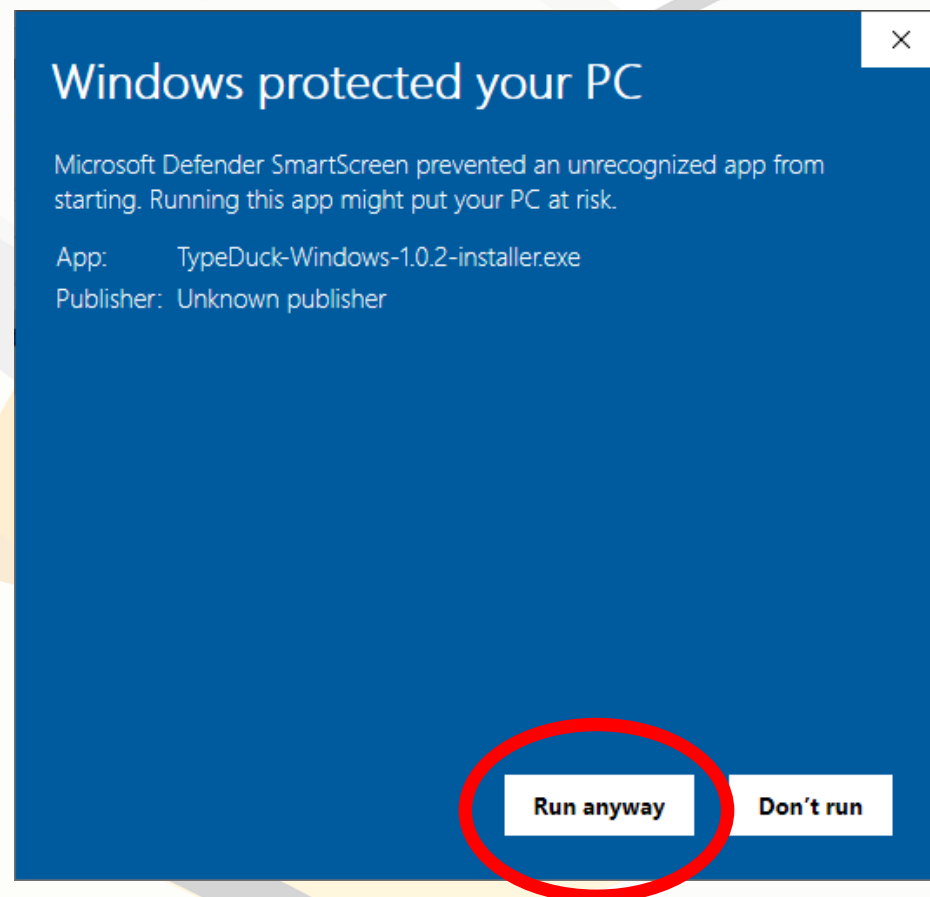 Windows protected your PC
Microsoft Defender SmartScreen prevented an unrecognized app from
starting. Running this app might put your PC at risk.
App: TypeDuck-Windows-1.0.2-installer.exe
Publisher: Unknown publisher
Run anyway Don't run